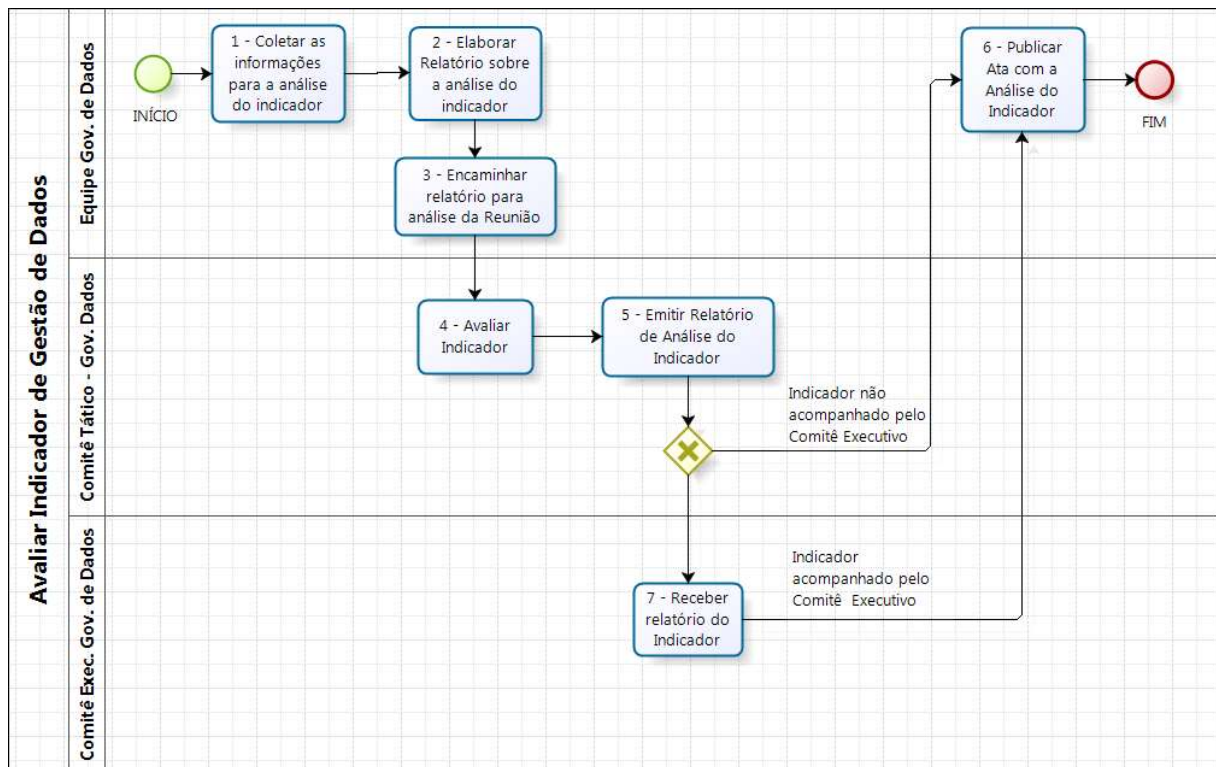 Avaliar Indicador de Gestão de Dados
Equipe Gov. de Dados
INÍCIO
1 - Coletar as
informações
para a análise
do indicador
2 - Elaborar
Relatório sobre
a análise do
indicador
3 - Encaminhar
relatório para
análise da Reunião
6 - Publicar
Ata com a
Análise do
Indicador
FIM
Comitê Tático - Gov. Dados
4 - Avaliar
Indicador
5 - Emitir Relatório
de Análise do
Indicador
Indicador não
acompanhado pelo
Comitê Executivo
Comitê Exec. Gov. de Dados
7 - Receber
relatório do
Indicador
Indicador
acompanhado pelo
Comitê Executivo